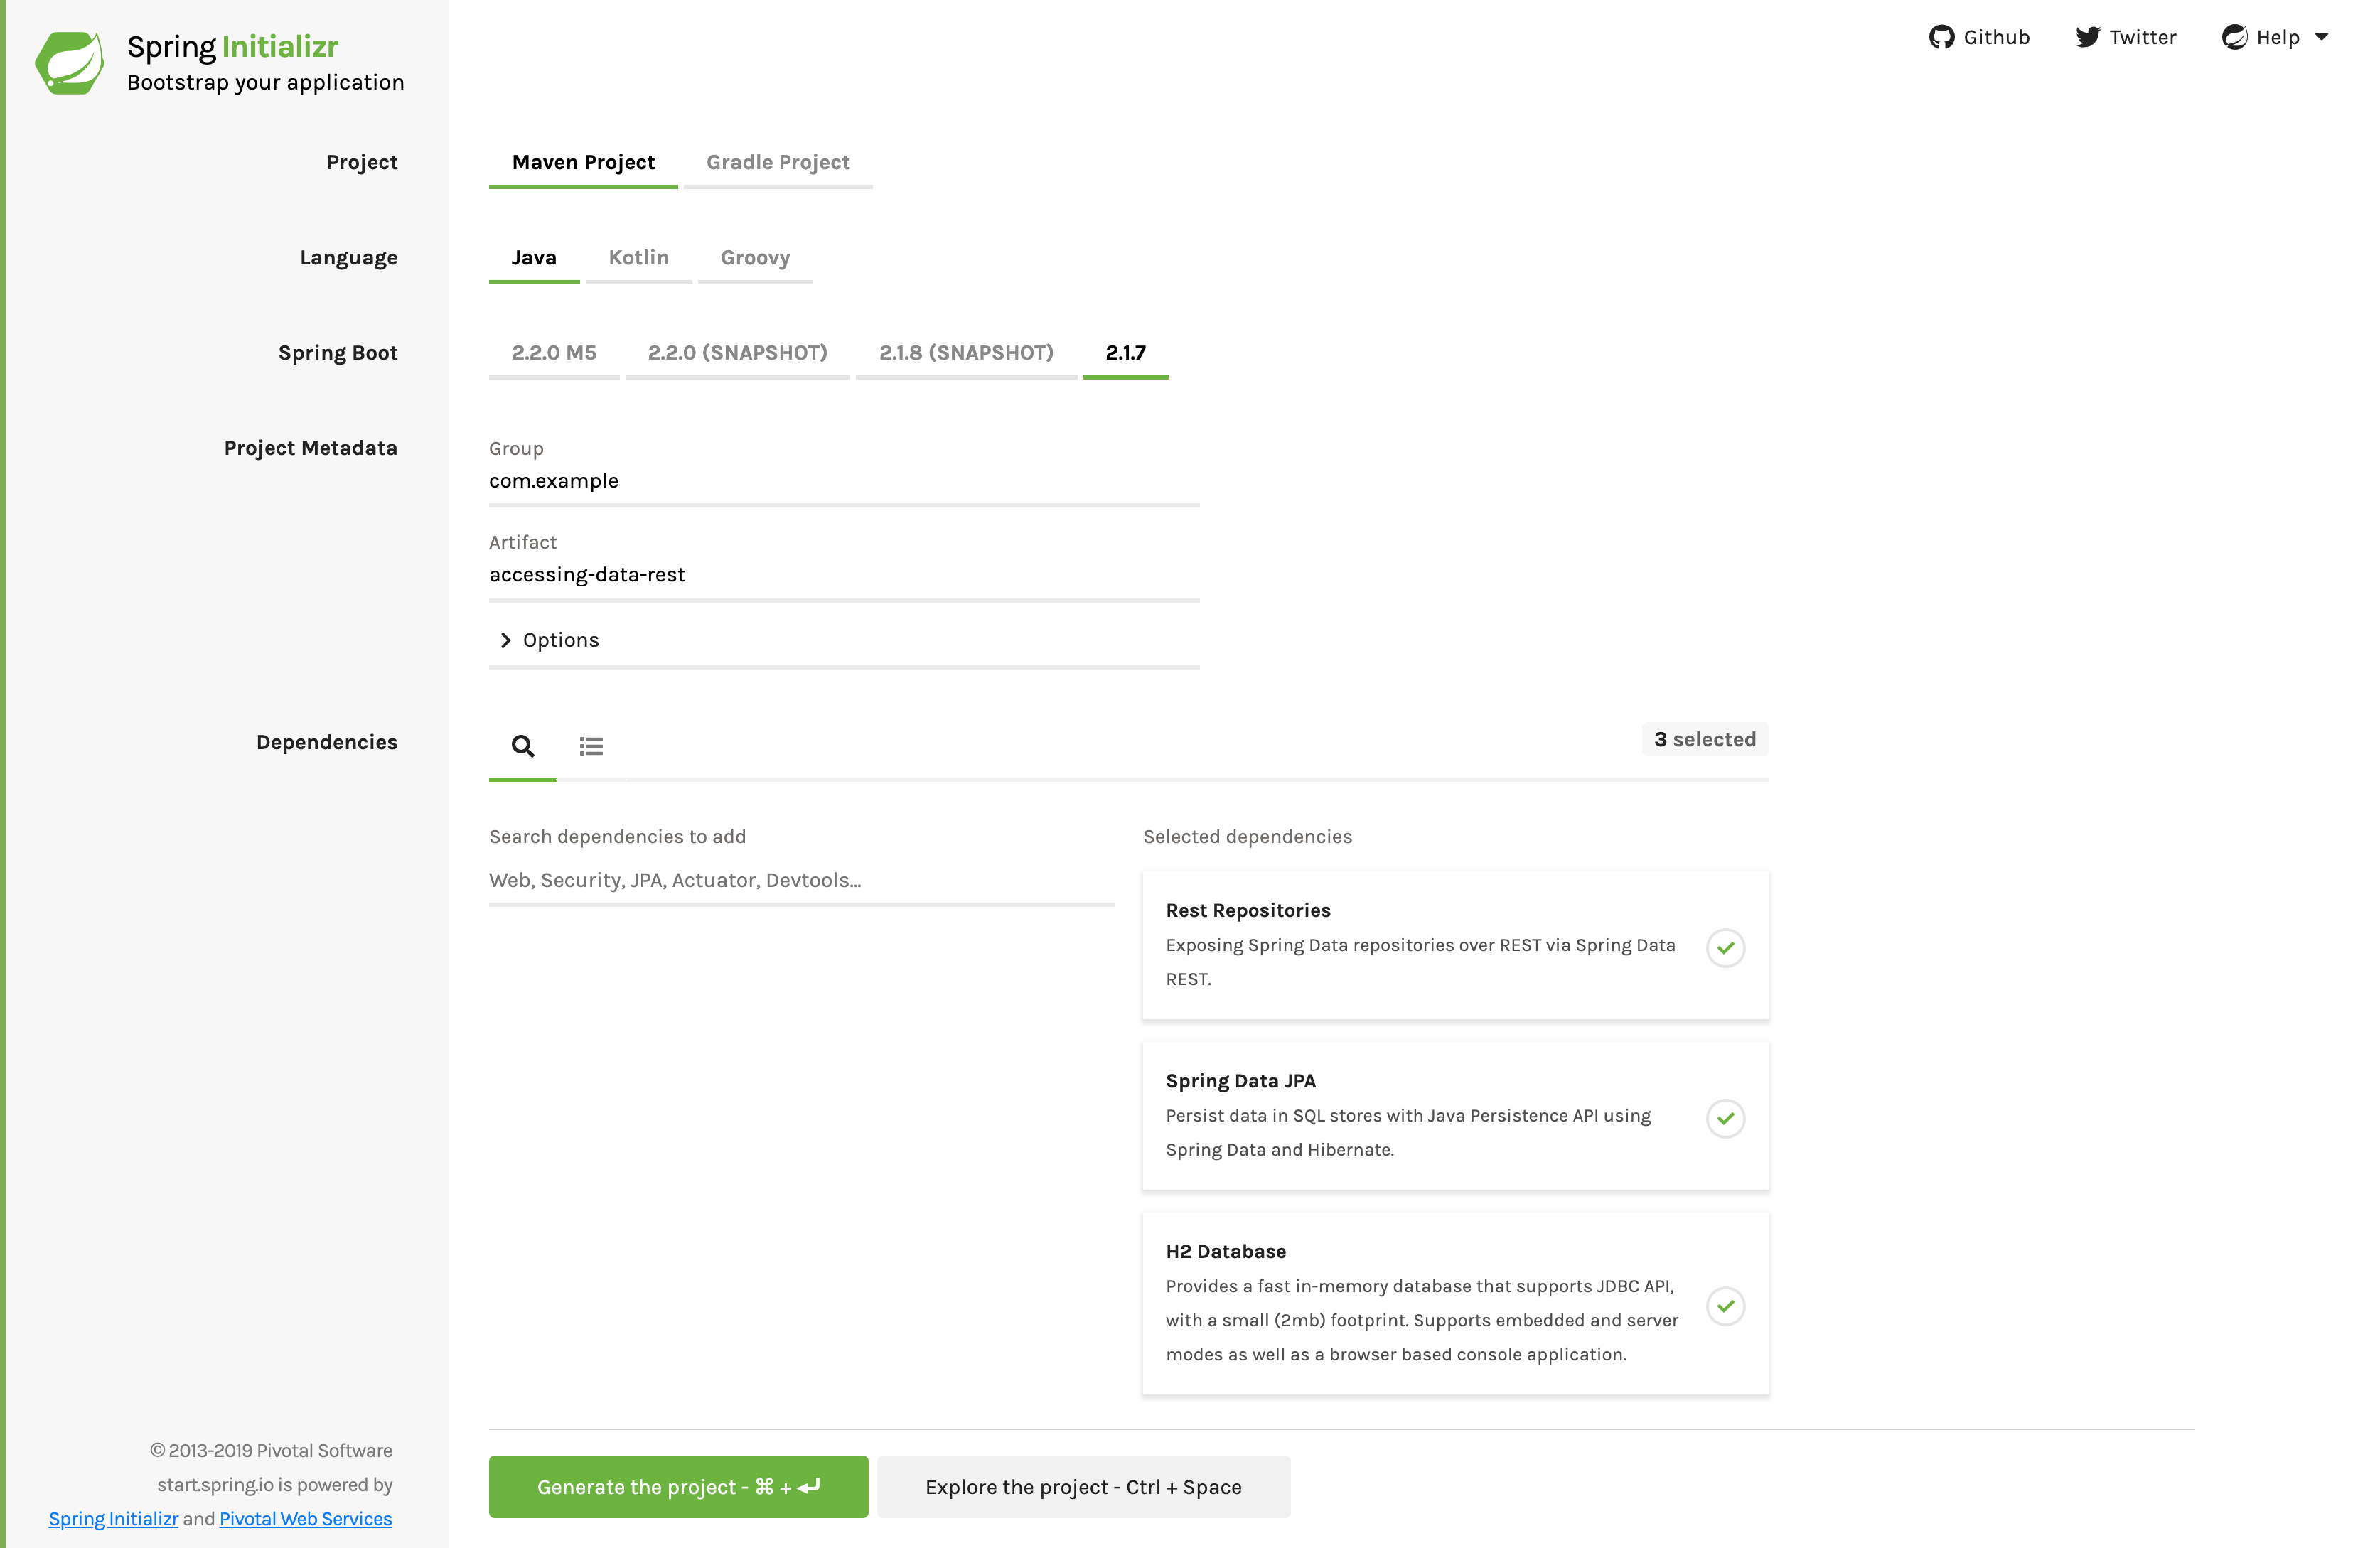 Spring Initializr
Bootstrap your application
Github
Twitter
Help
Project
Maven Project
Gradle Project
Language
Java
Kotlin
Groovy
Spring Boot
2.2.0 M5
2.2.0 (SNAPSHOT)
2.1.8 (SNAPSHOT)
2.1.7
Project Metadata
Group
com.example
Artifact
accessing-data-rest
Options
Dependencies
3 selected
Search dependencies to add
Web, Security, JPA, Actuator, Devtools...
Selected dependencies
Rest Repositories
Exposing Spring Data repositories over REST via Spring Data
REST.
Spring Data JPA
Persist data in SQL stores with Java Persistence API using
Spring Data and Hibernate.
H2 Database
Provides a fast in-memory database that supports JDBC API,
with a small (2mb) footprint. Supports embedded and server
modes as well as a browser based console application.
© 2013-2019 Pivotal Software
start.spring.io is powered by
Spring Initializr and Pivotal Web Services
Generate the project - ⌘ + ↵
Explore the project - Ctrl + Space